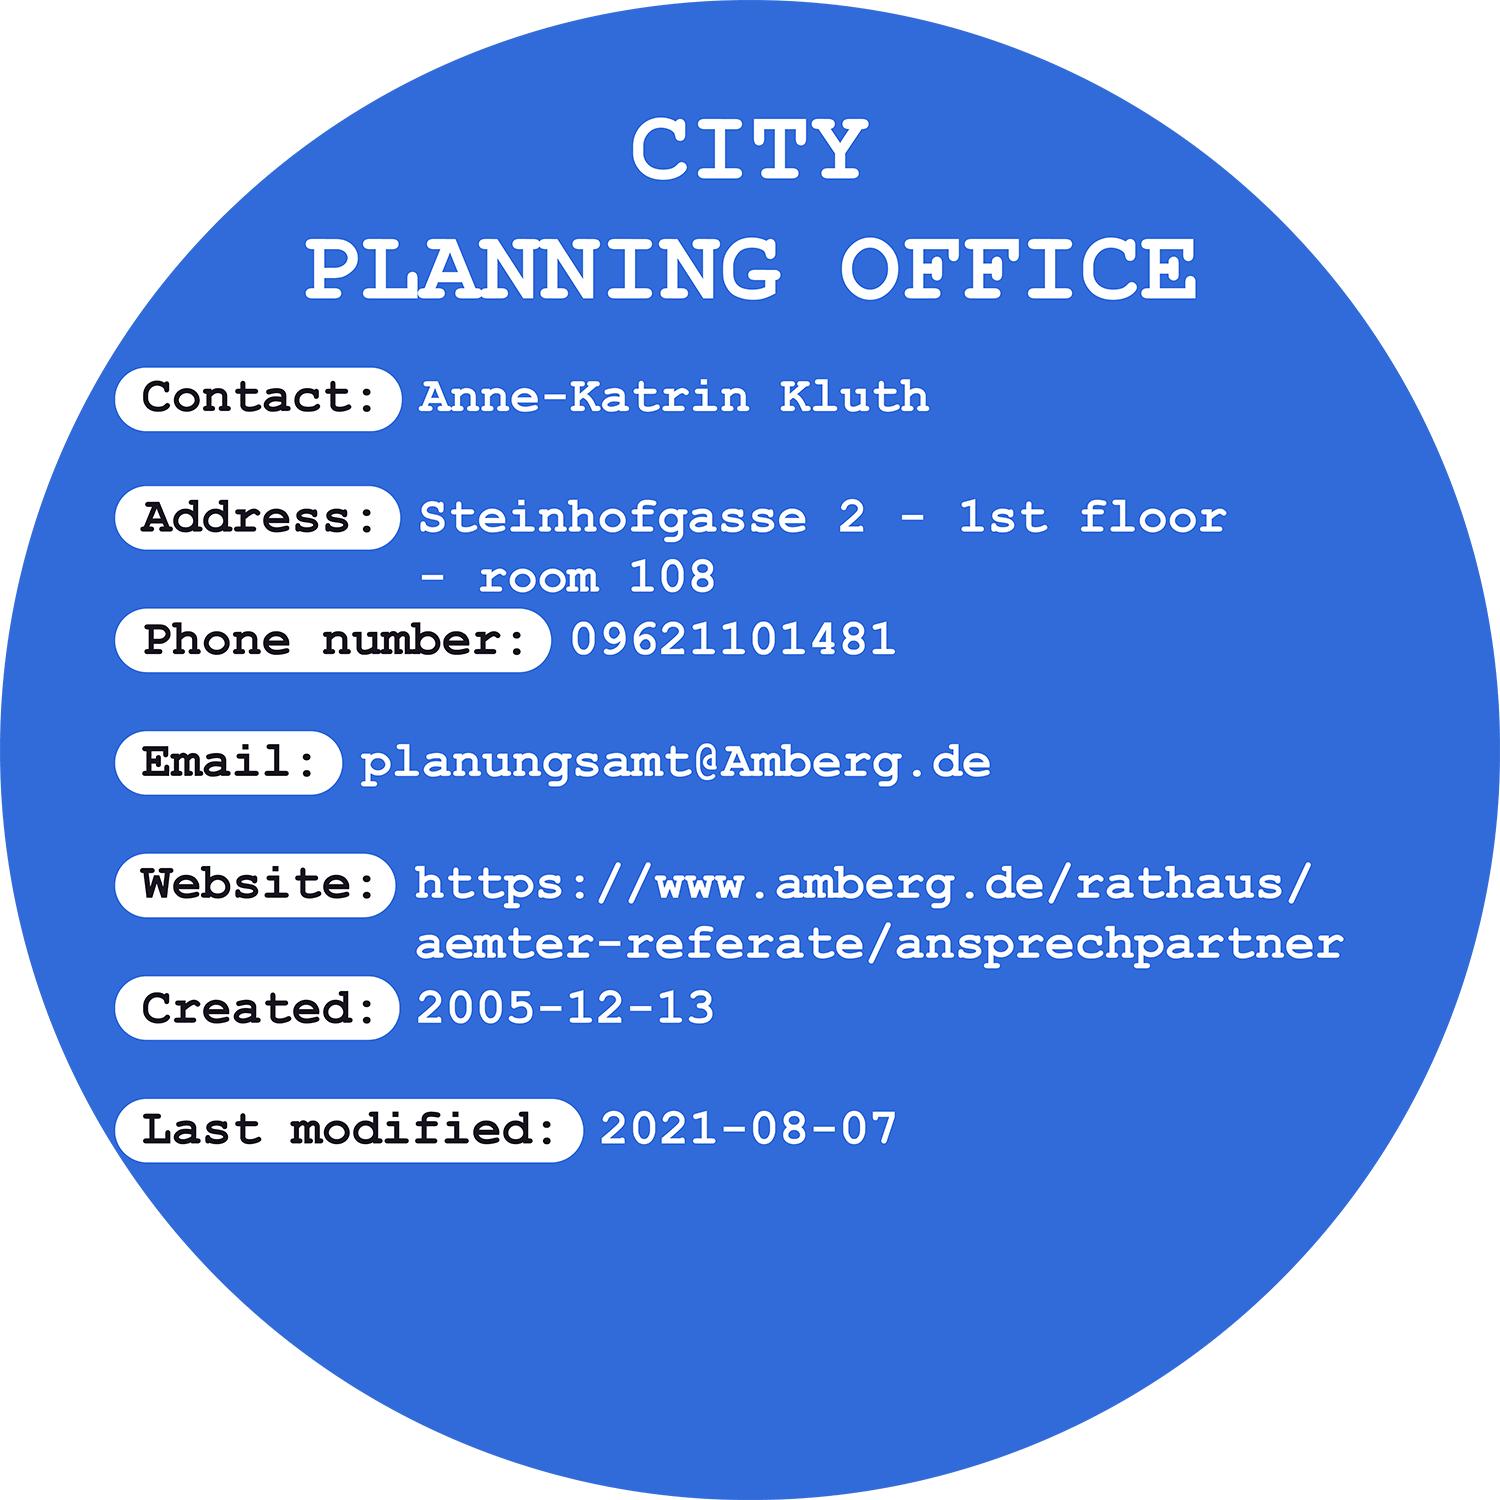 CITY
PLANNING OFFICE
Contact: Anne-Katrin Kluth
Address: Steinhofgasse 2 - 1st floor
- room 108
Phone number: 09621101481
Email: planungsamt@Amberg.de
Website: https://www.amberg.de/rathaus/
aemter-referate/ansprechpartner
Created: 2005-12-13
Last modified: 2021-08-07